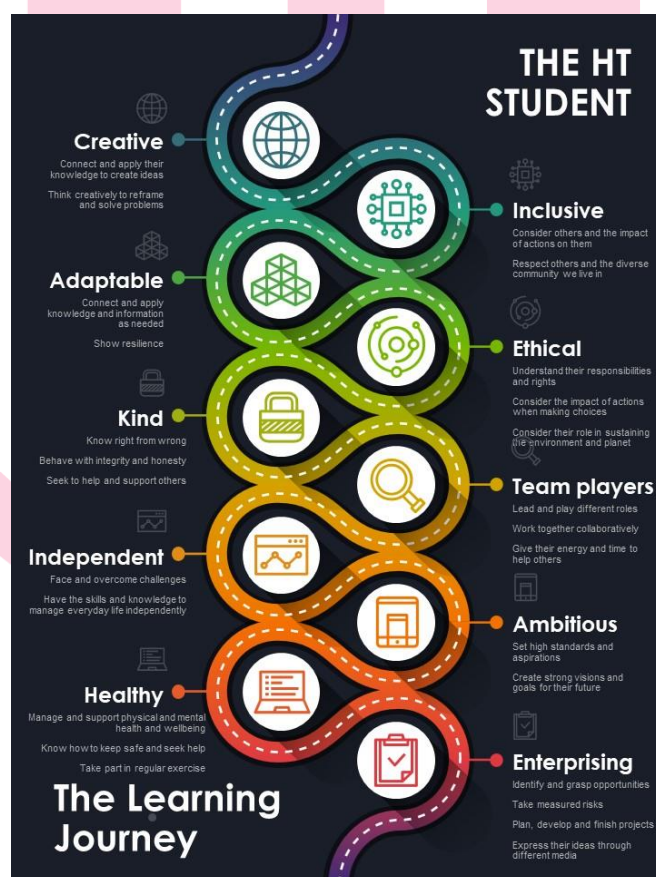 THE HT
STUDENT
Creative
Connect and apply their
knowledge to create ideas
Think creatively to reframe
and solve problems
Inclusive
Consider others and the impact
of actions on them
Respect others and the diverse
community we live in
Adaptable
Connect and apply
knowledge and information
as needed
Show resilience
Ethical
Understand their responsibilities
and rights
Consider the impact of actions
when making choices
Consider their role in sustaining
the environment and planet
Kind
Know right from wrong
Behave with integrity and honesty
Seek to help and support others
Team players
Lead and play different roles
Work together collaboratively
Give their energy and time to
help others
Independent
Face and overcome challenges
Have the skills and knowledge to
manage everyday life independently
Ambitious
Set high standards and
aspirations
Create strong visions and
goals for their future
Healthy
Manage and support physical and mental
health and wellbeing
Know how to keep safe and seek help
Take part in regular exercise
Enterprising
Identify and grasp opportunities
Take measured risks
Plan, develop and finish projects
Express their ideas through
different media
The Learning
Journey